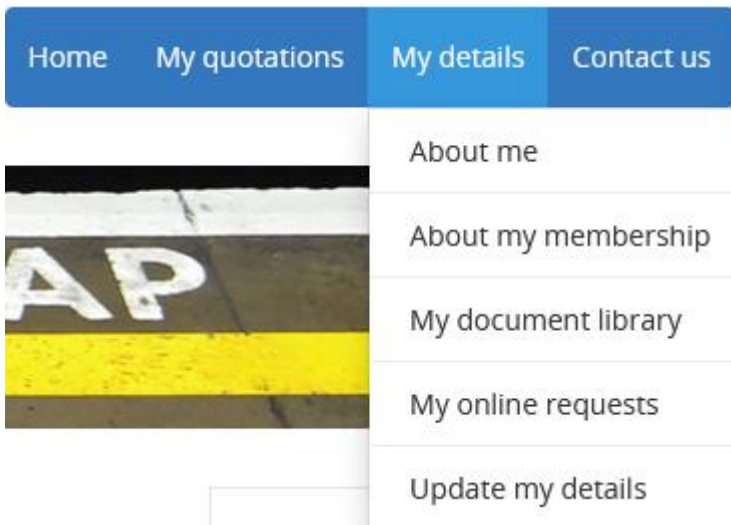 Home My quotations My details Contact us
About me
About my membership
AP
My document library
My online requests
Update my details